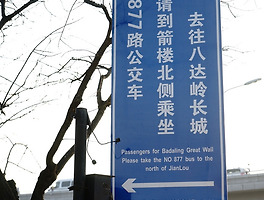 去往八达岭长城
请到箭楼北侧乘坐
877路公交车
Passengers for Badaling Great Wall
Please take the NO 877 bus to the
north of JianLou